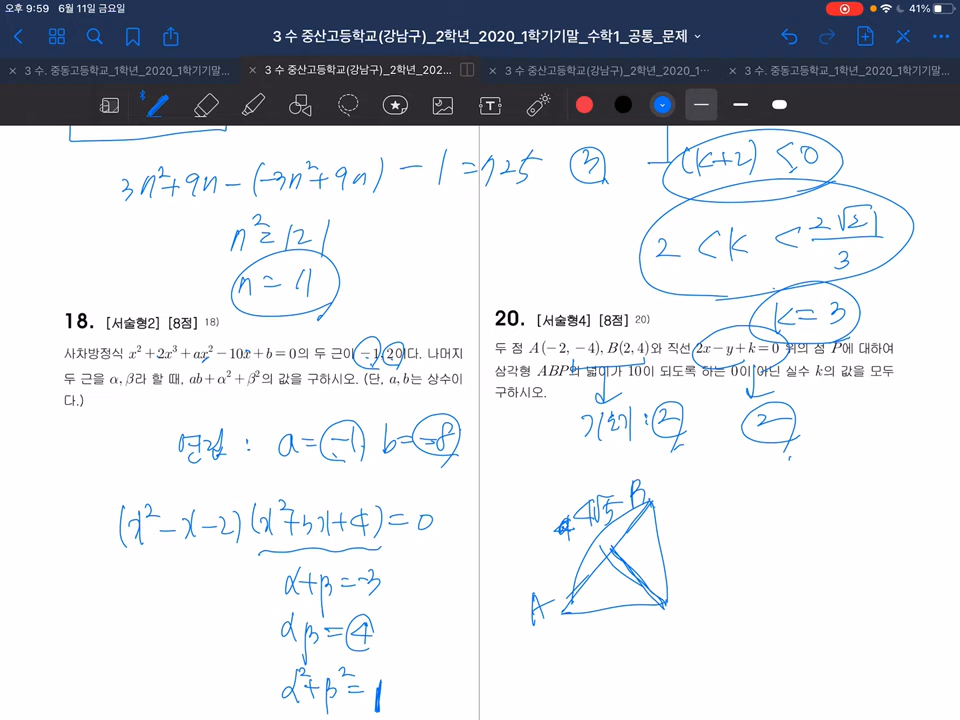 오후 9:59 6월 11일 금요일
41%
3 수 중산고등학교(강남구)_2학년_2020_1학기기말_수학1_공통_문제
3 수. 중동고등학교_1학년_2020_1학기기말...
3 수 중산고등학교(강남구)_2학년_202...
3 수 중산고등학교(강남구)_2학년_2020_1...
3 수. 중동고등학교_1학년_2020_1학기기말...
3n²+9n-(-3n²+9n)-1=725 ③
n²=121
n=11
18. [서술형2] [8점] 18)
사차방정식 x²+2x³+ax²-10x+b=0의 두 근이 -1, 2이다. 나머지
두 근을 α, β라 할 때, ab+α²+β²의 값을 구하시오. (단, a, b는 상수이
다.)
연립 : a=-1 b=-8
(x²-x-2)(x²+3x+4)=0
α+β=-3
αβ=4
α²+β²=1
(k+2)≤0
2<k<2√21/3
k=3
20. [서술형4] [8점] 20)
두 점 A(-2, -4), B(2, 4)와 직선 2x-y+k=0 위의 점 P에 대하여
삼각형 ABP의 넓이가 10이 되도록 하는 0이 아닌 실수 k의 값을 모두
구하시오.
기울기 : 2 2
4√5 B
A